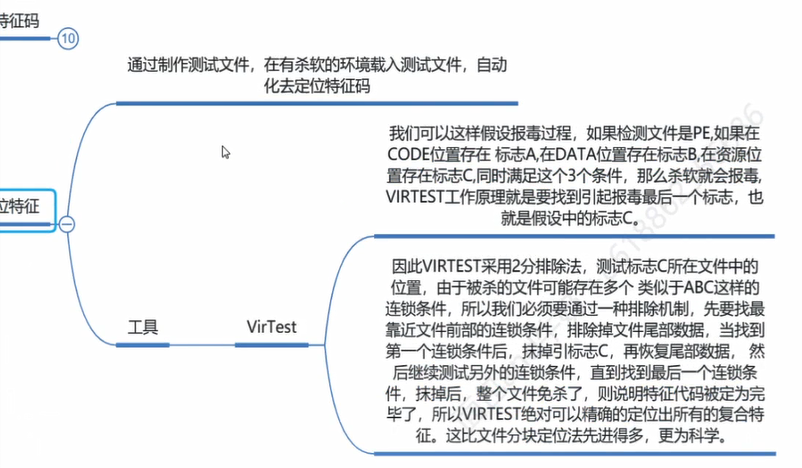 特征码
10
通过制作测试文件，在有杀软的环境载入测试文件，自动
化去定位特征码
我们可以这样假设报毒过程，如果检测文件是PE,如果在
CODE位置存在 标志A,在DATA位置存在标志B,在资源位
置存在标志C,同时满足这个3个条件，那么杀软就会报毒,
VIRTEST工作原理就是要找到引起报毒最后一个标志，也
就是假设中的标志C。
位特征
因此VIRTEST采用2分排除法，测试标志C所在文件中的
位置，由于被杀的文件可能存在多个 类似于ABC这样的
连锁条件，所以我们必须要通过一种排除机制，先要找最
靠近文件前部的连锁条件，排除掉文件尾部数据，当找到
第一个连锁条件后，抹掉引标志C，再恢复尾部数据， 然
后继续测试另外的连锁条件，直到找到最后一个连锁条
件，抹掉后，整个文件免杀了，则说明特征代码被定为完
毕了，所以VIRTEST绝对可以精确的定位出所有的复合特
征。这比文件分块定位法先进得多，更为科学。
工具
VirTest